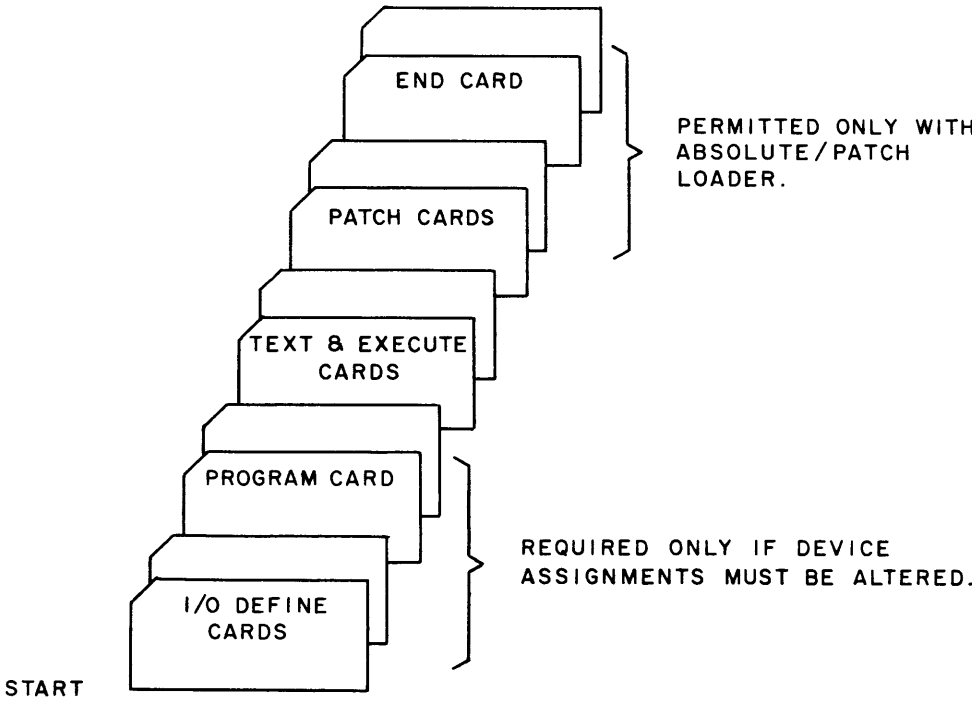 END CARD
PERMITTED ONLY WITH
ABSOLUTE/PATCH
LOADER.
PATCH CARDS
TEXT & EXECUTE
CARDS
PROGRAM CARD
REQUIRED ONLY IF DEVICE
ASSIGNMENTS MUST BE ALTERED.
I/O DEFINE
CARDS
START